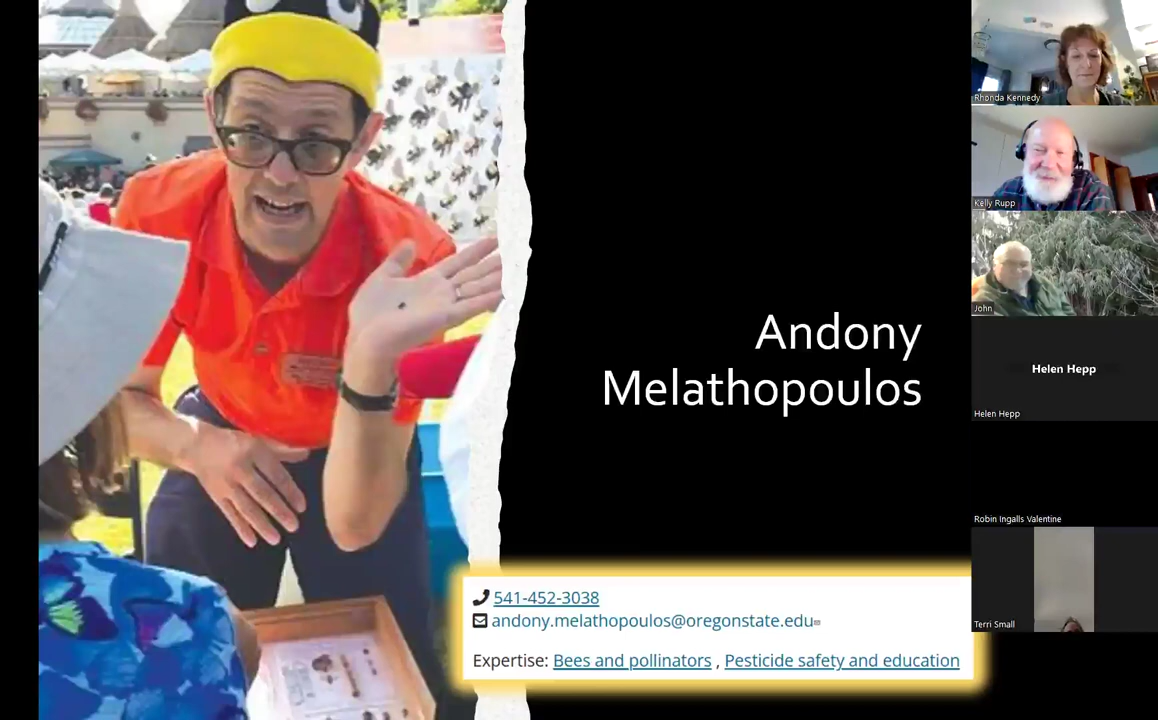 Andony
Melathopoulos
541-452-3038
andony.melathopoulos@oregonstate.edu
Expertise: Bees and pollinators , Pesticide safety and education
Rhonda Kennedy
Kelly Rupp
John
Helen Hepp
Helen Hepp
Robin Ingalls Valentine
Terri Small